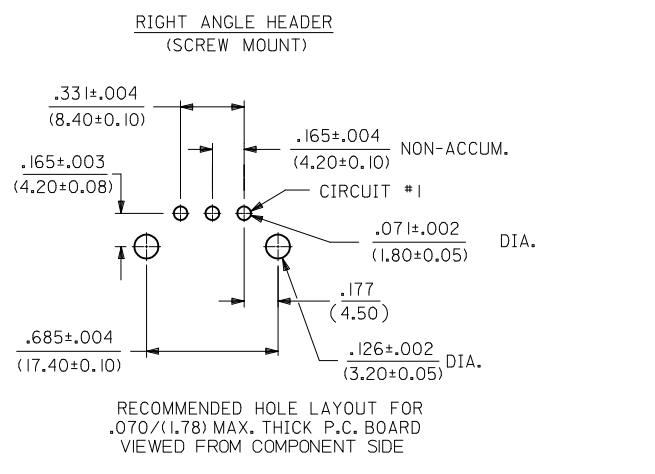 RIGHT ANGLE HEADER
(SCREW MOUNT)
.331±.004
(8.40±0.10)
.165±.004
(4.20±0.10)
NON-ACCUM.
.165±.003
(4.20±0.08)
CIRCUIT #1
.071±.002
(1.80±0.05)
DIA.
.177
(4.50)
.685±.004
(17.40±0.10)
.126±.002
(3.20±0.05)
DIA.
RECOMMENDED HOLE LAYOUT FOR
.070/(1.78) MAX. THICK P.C. BOARD
VIEWED FROM COMPONENT SIDE